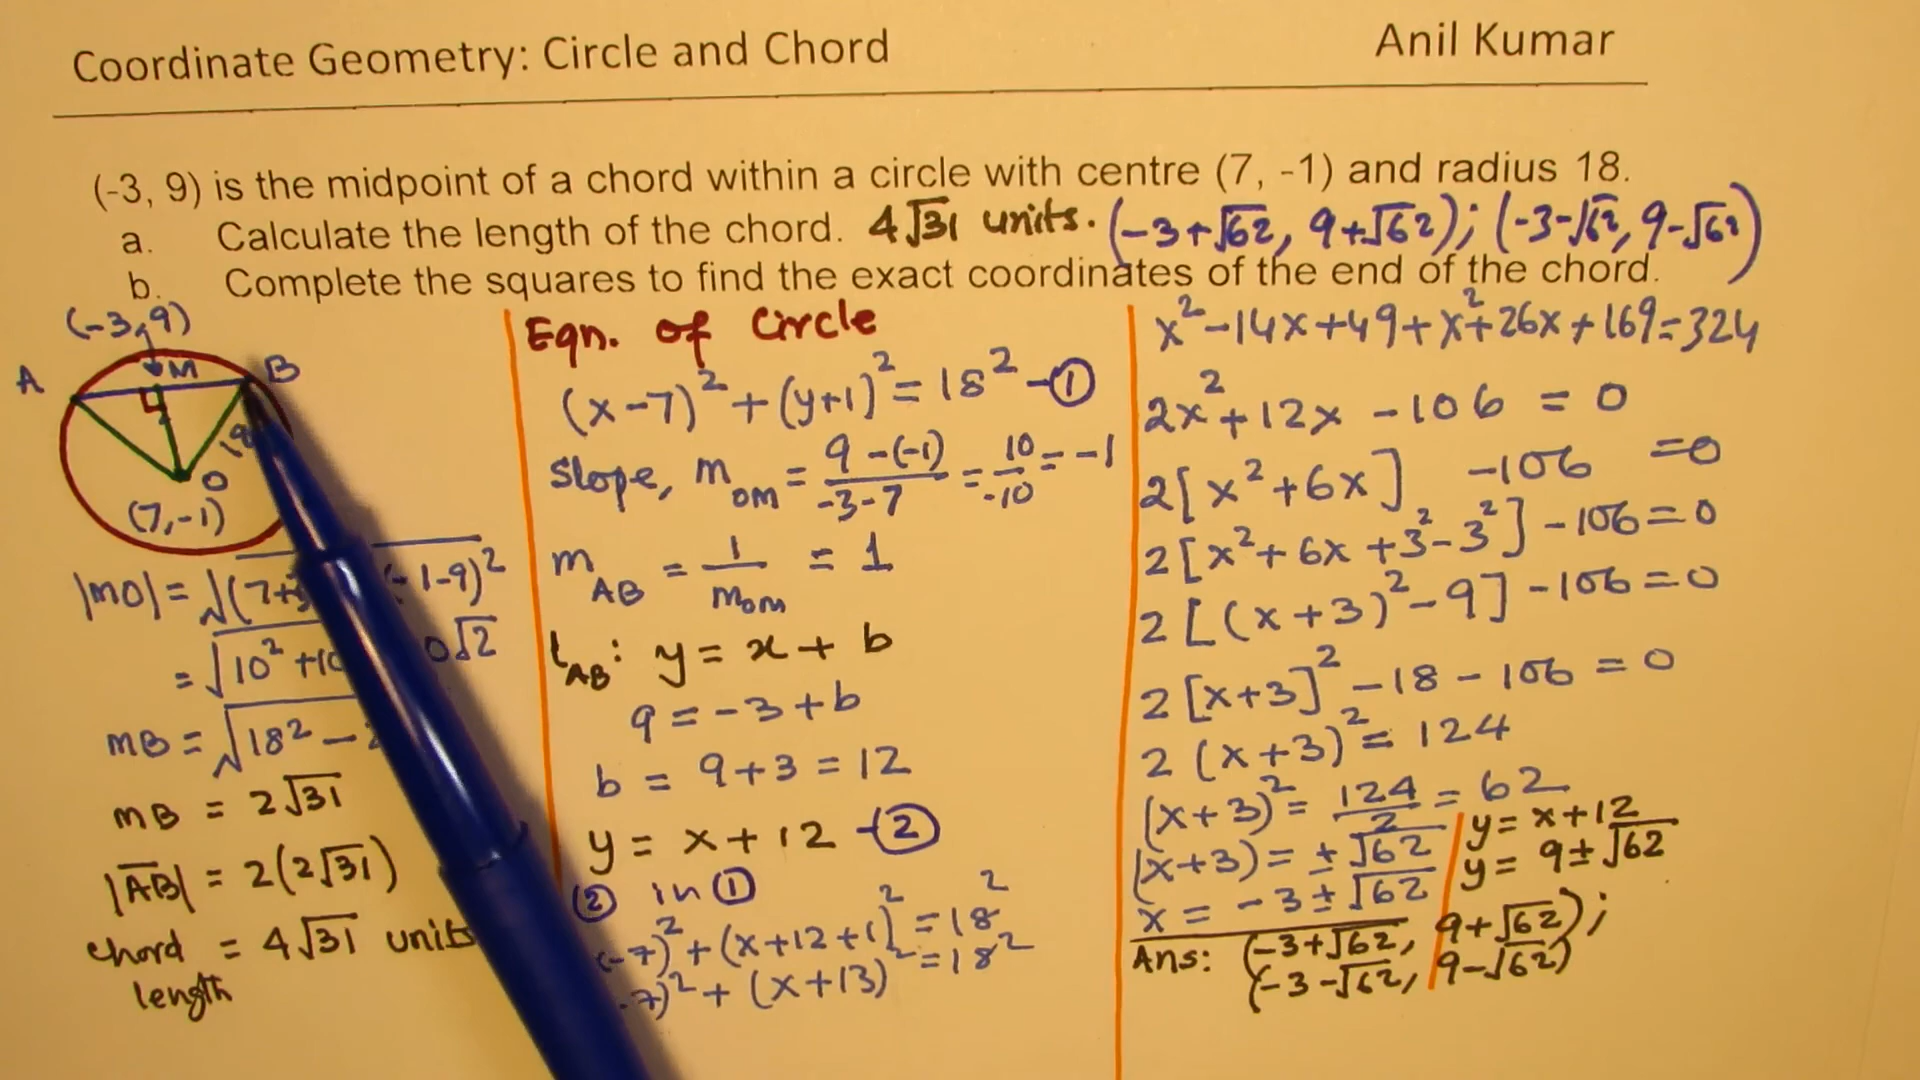 Coordinate Geometry: Circle and Chord
Anil Kumar
(-3, 9) is the midpoint of a chord within a circle with centre (7, -1) and radius 18.
a. Calculate the length of the chord. 4√31 units. (-3+√62, 9+√62); (-3-√62, 9-√62)
b. Complete the squares to find the exact coordinates of the end of the chord.
(-3, 9)
A M B
O
(7, -1)
|MO| = √(7+ (-1-9)²
= √10² +10 0√2
MB = √18² -
MB = 2√31
|AB| = 2(2√31)
chord = 4√31 units
length
Eqn. of Circle
(x-7)² + (y+1)² = 18² -①
Slope, m_OM = 9-(-1)/-3-7 = 10/-10 = -1
m_AB = 1/m_OM = 1
l_AB: y = x + b
9 = -3 + b
b = 9+3 = 12
y = x+12 -②
② in ①
-7)² + (x+12+1)² = 18²
-7)² + (x+13)² = 18²
x²-14x+49+x²+26x+169=324
2x²+12x -106 = 0
2[x²+6x] -106 =0
2[x²+6x+3²-3²]-106=0
2[(x+3)²-9]-106=0
2[x+3]²-18-106=0
2(x+3)²= 124
(x+3)²= 124/2 = 62
(x+3)= ±√62
x = -3±√62
y= x+12
y= 9±√62
Ans: (-3+√62, 9+√62);
(-3-√62, 9-√62)